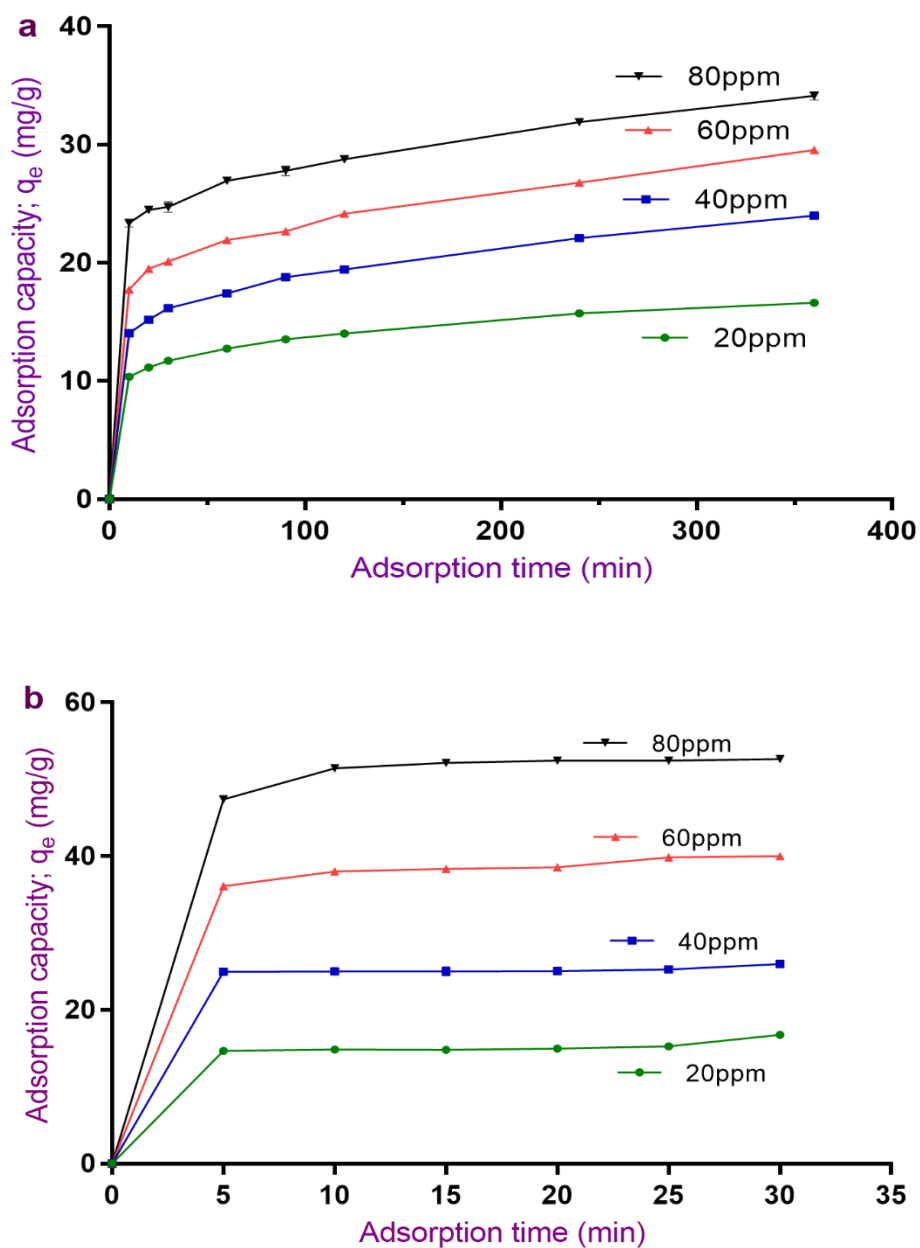 a
Adsorption capacity; qₑ (mg/g)
40
30
20
10
0
80ppm
60ppm
40ppm
20ppm
0 100 200 300 400
Adsorption time (min)
b
Adsorption capacity; qₑ (mg/g)
60
40
20
0
80ppm
60ppm
40ppm
20ppm
0 5 10 15 20 25 30 35
Adsorption time (min)